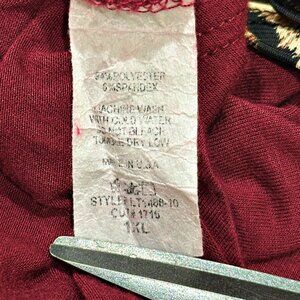 94% POLYESTER
6% SPANDEX
MACHINE WASH
WITH COLD WATER
DO NOT BLEACH
TUMBLE DRY LOW
MADE IN U.S.A
CUT# 1716
1XL